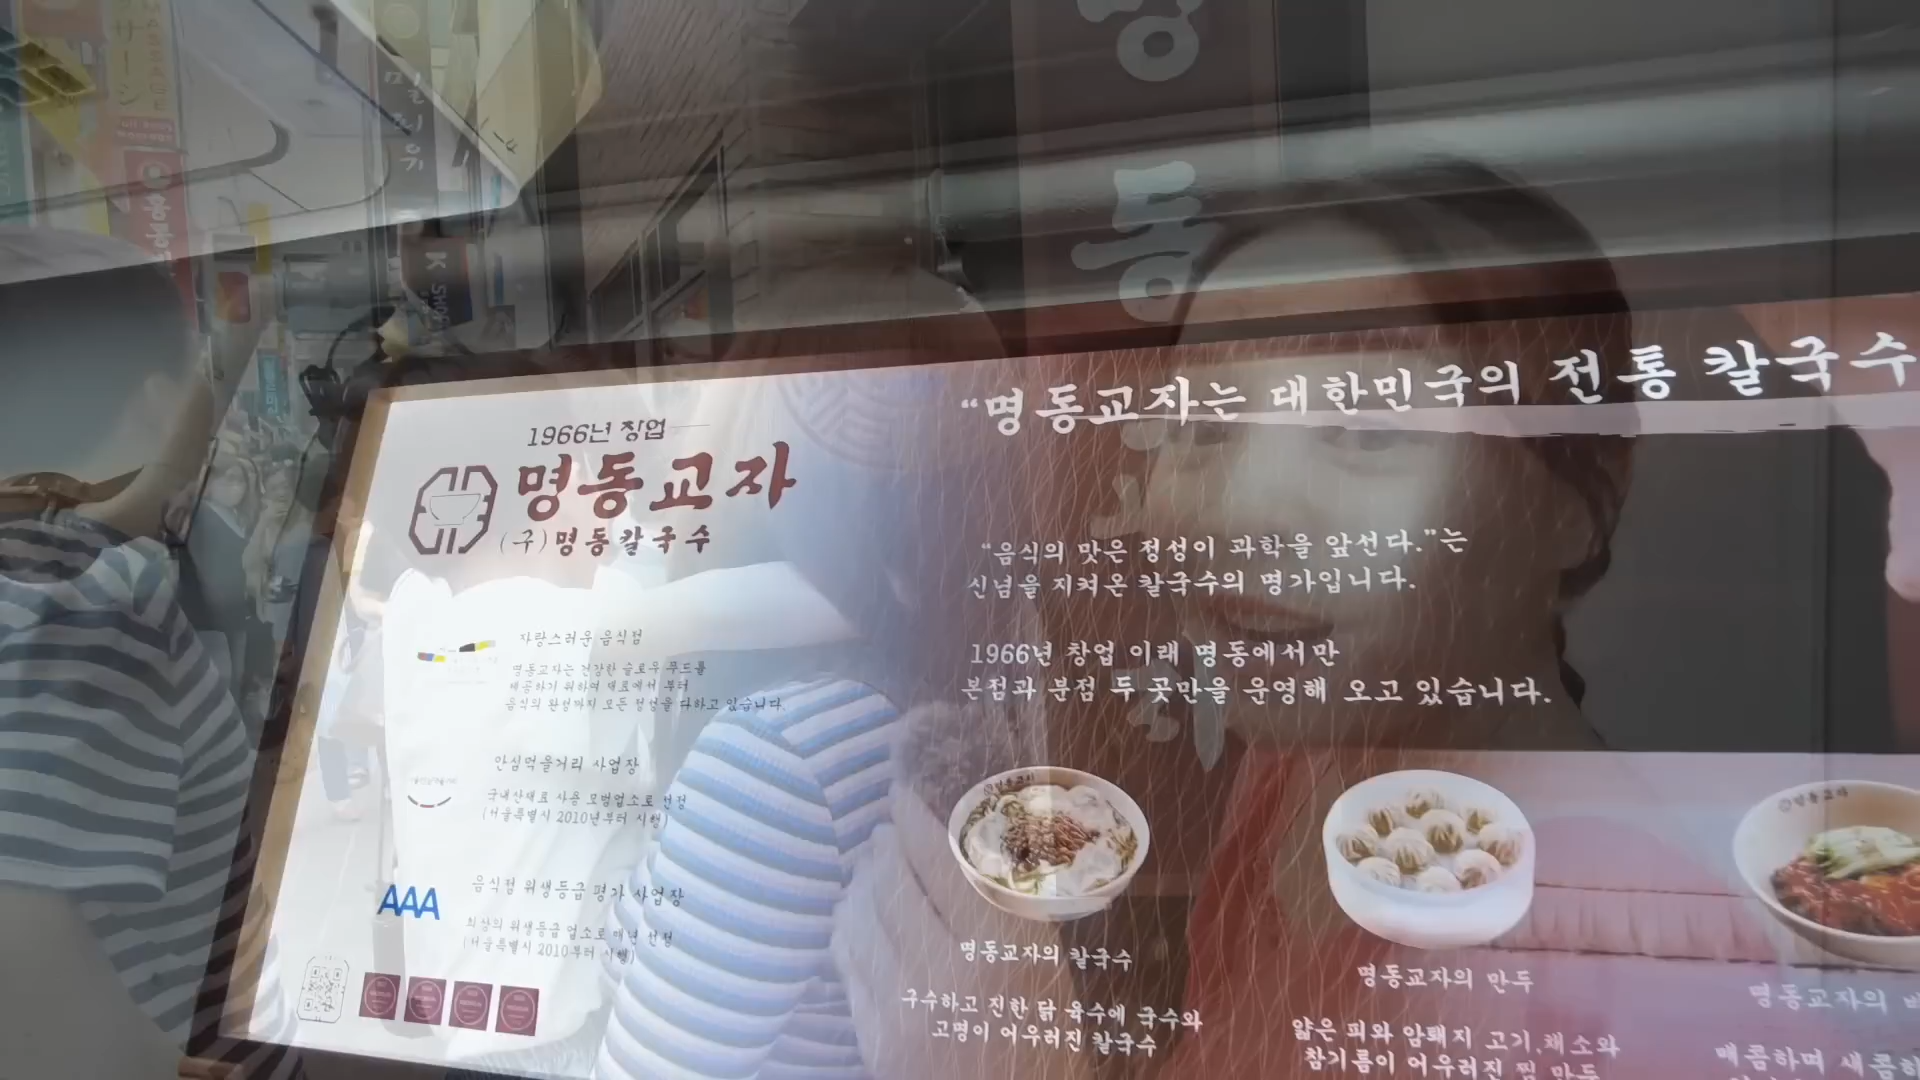 1966년 창업
명동교자
(구)명동칼국수
자랑스러운 음식점
명동교자는 건강한 슬로우 푸드를
제공하기 위하여 재료에서 부터
음식의 완성까지 모든 정성을 다하고 있습니다.
안심먹을거리 사업장
국내산재료 사용 모범업소로 선정
(서울특별시 2010년부터 시행)
AAA
음식점 위생등급 평가 사업장
최상의 위생등급 업소로 매년 선정
(서울특별시 2010부터 시행)
“명동교자는 대한민국의 전통 칼국수
“음식의 맛은 정성이 과학을 앞선다.”는
신념을 지켜온 칼국수의 명가입니다.
1966년 창업 이래 명동에서만
본점과 분점 두 곳만을 운영해 오고 있습니다.
명동교자의 칼국수
구수하고 진한 닭 육수에 국수와
고명이 어우러진 칼국수
명동교자의 만두
얇은 피와 암퇘지 고기,채소와
참기름이 어우러진 찜 만두
명동교자의
매콤하며 새콤하
동
K SHO